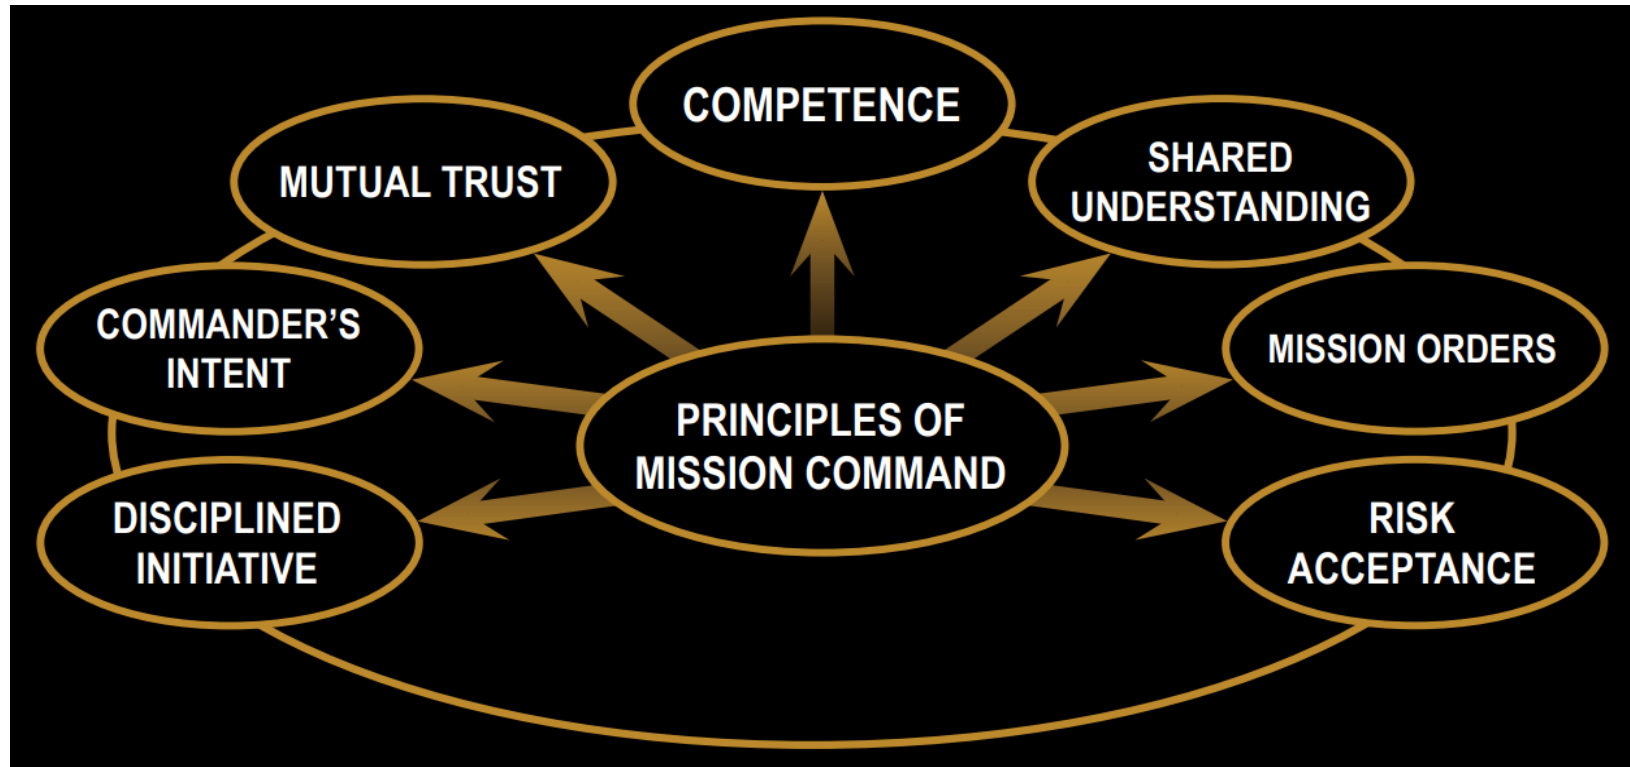 COMPETENCE
MUTUAL TRUST
SHARED
UNDERSTANDING
COMMANDER’S
INTENT
MISSION ORDERS
PRINCIPLES OF
MISSION COMMAND
DISCIPLINED
INITIATIVE
RISK
ACCEPTANCE